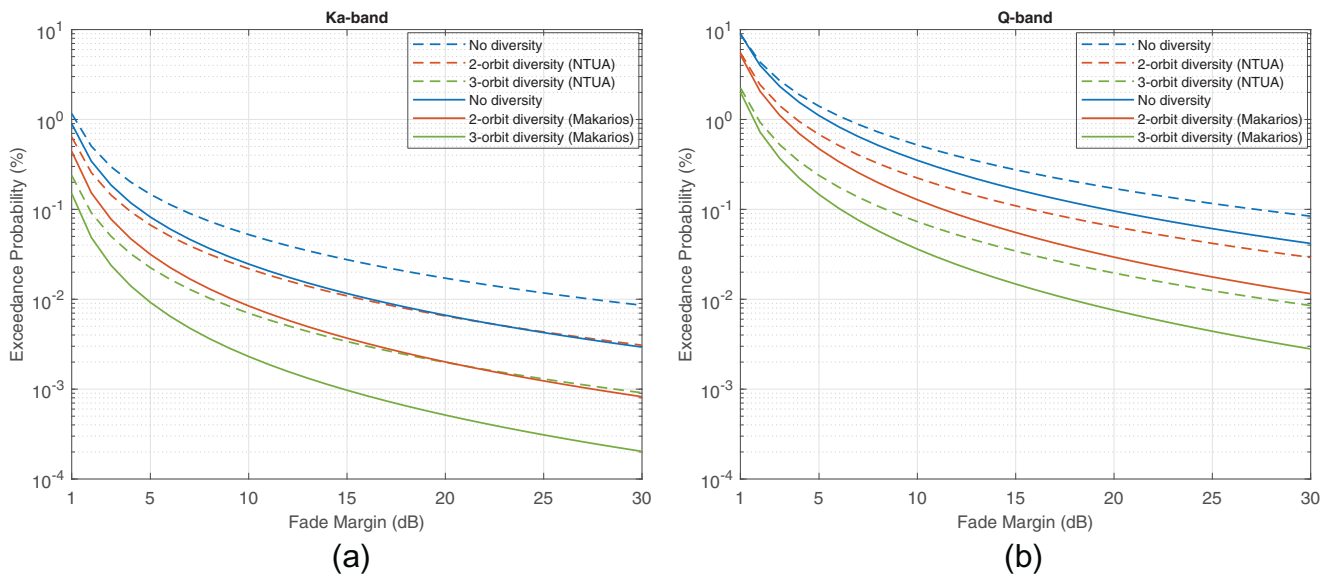 Ka-band
10^1
10^0
10^-1
10^-2
10^-3
10^-4
Exceedance Probability (%)
No diversity
2-orbit diversity (NTUA)
3-orbit diversity (NTUA)
No diversity
2-orbit diversity (Makarios)
3-orbit diversity (Makarios)
1 5 10 15 20 25 30
Fade Margin (dB)
(a)
Q-band
10^1
10^0
10^-1
10^-2
10^-3
10^-4
Exceedance Probability (%)
No diversity
2-orbit diversity (NTUA)
3-orbit diversity (NTUA)
No diversity
2-orbit diversity (Makarios)
3-orbit diversity (Makarios)
1 5 10 15 20 25 30
Fade Margin (dB)
(b)